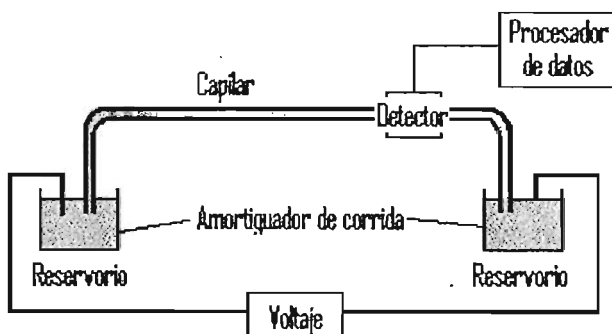 Procesador
de datos
Capilar
Detector
Amortiguador de corrida
Reservorio
Reservorio
Voltaje